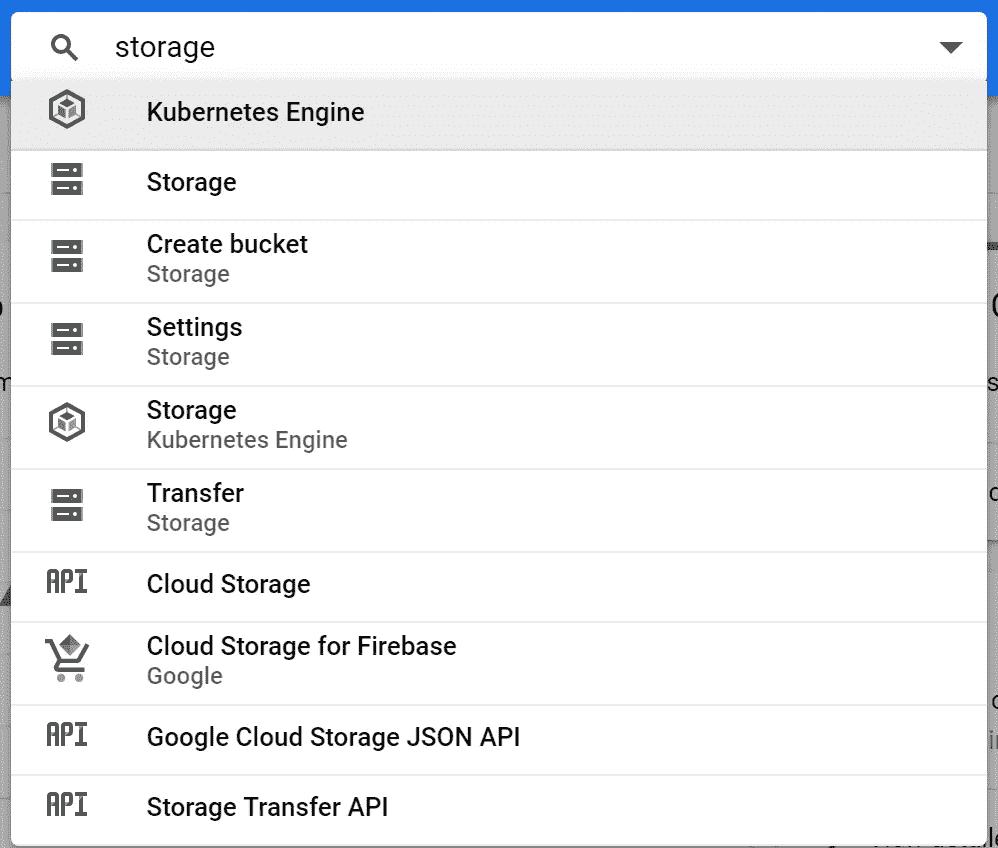 storage
Kubernetes Engine
Storage
Create bucket
Storage
Settings
Storage
Storage
Kubernetes Engine
Transfer
Storage
API Cloud Storage
Cloud Storage for Firebase
Google
API Google Cloud Storage JSON API
API Storage Transfer API